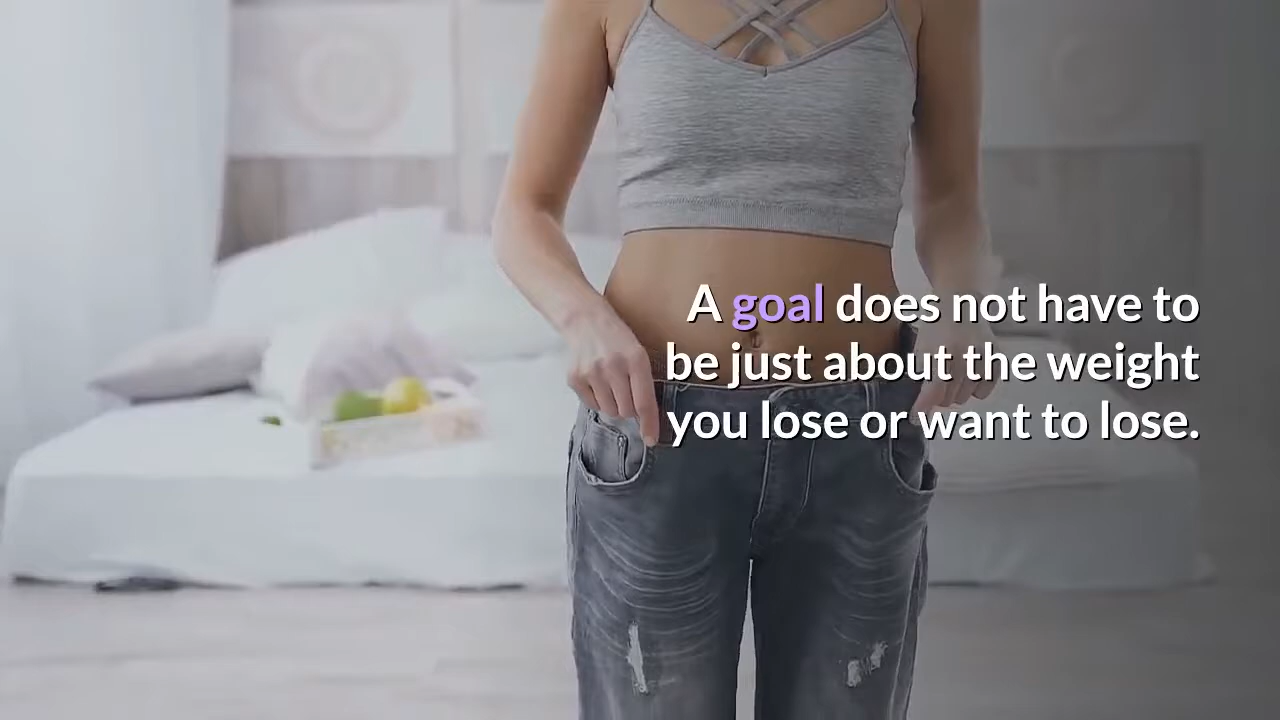 A goal does not have to
be just about the weight
you lose or want to lose.